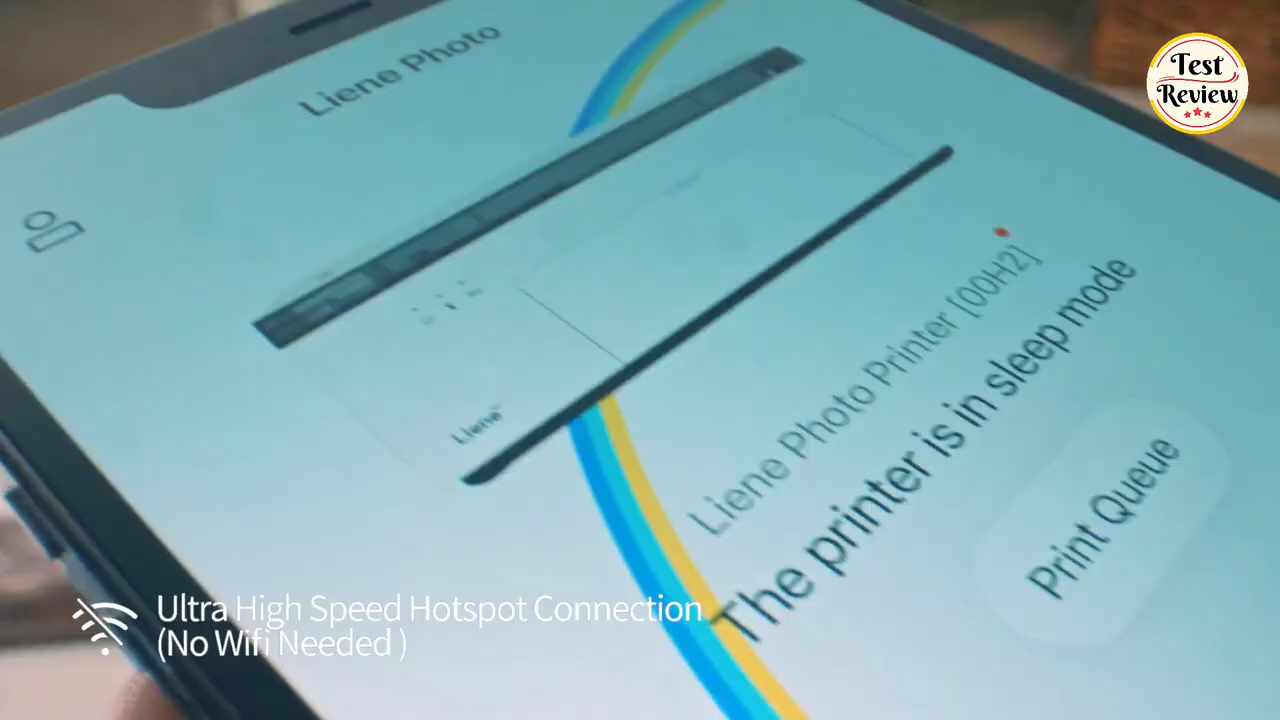 Test
Review
Liene Photo
Liene
Liene Photo Printer [00H2]
The printer is in sleep mode
Print Queue
Ultra High Speed Hotspot Connection
(No Wifi Needed )